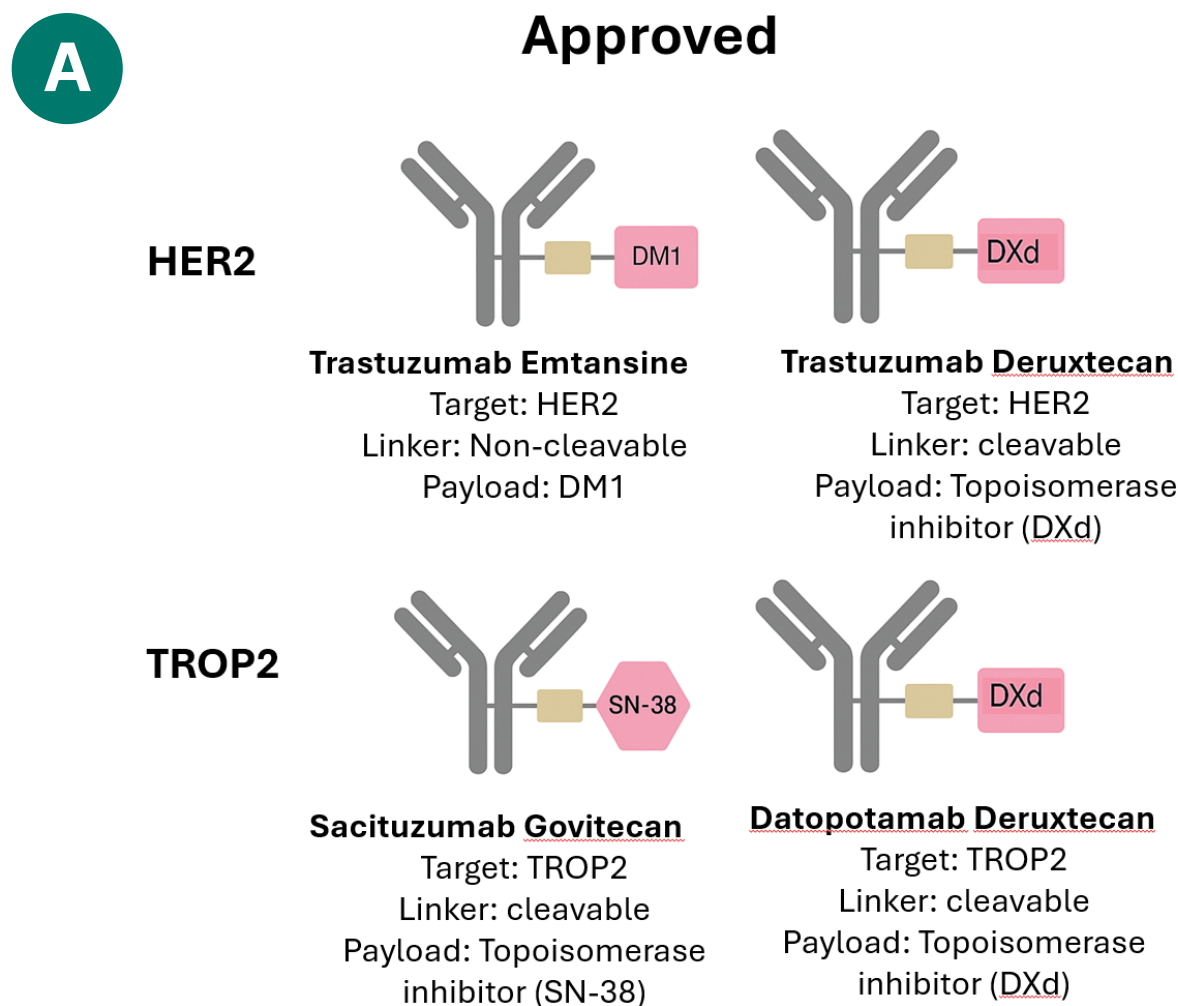 A
Approved
HER2
DM1
DXd
Trastuzumab Emtansine
Target: HER2
Linker: Non-cleavable
Payload: DM1
Trastuzumab Deruxtecan
Target: HER2
Linker: cleavable
Payload: Topoisomerase
inhibitor (DXd)
TROP2
SN-38
DXd
Sacituzumab Govitecan
Target: TROP2
Linker: cleavable
Payload: Topoisomerase
inhibitor (SN-38)
Datopotamab Deruxtecan
Target: TROP2
Linker: cleavable
Payload: Topoisomerase
inhibitor (DXd)